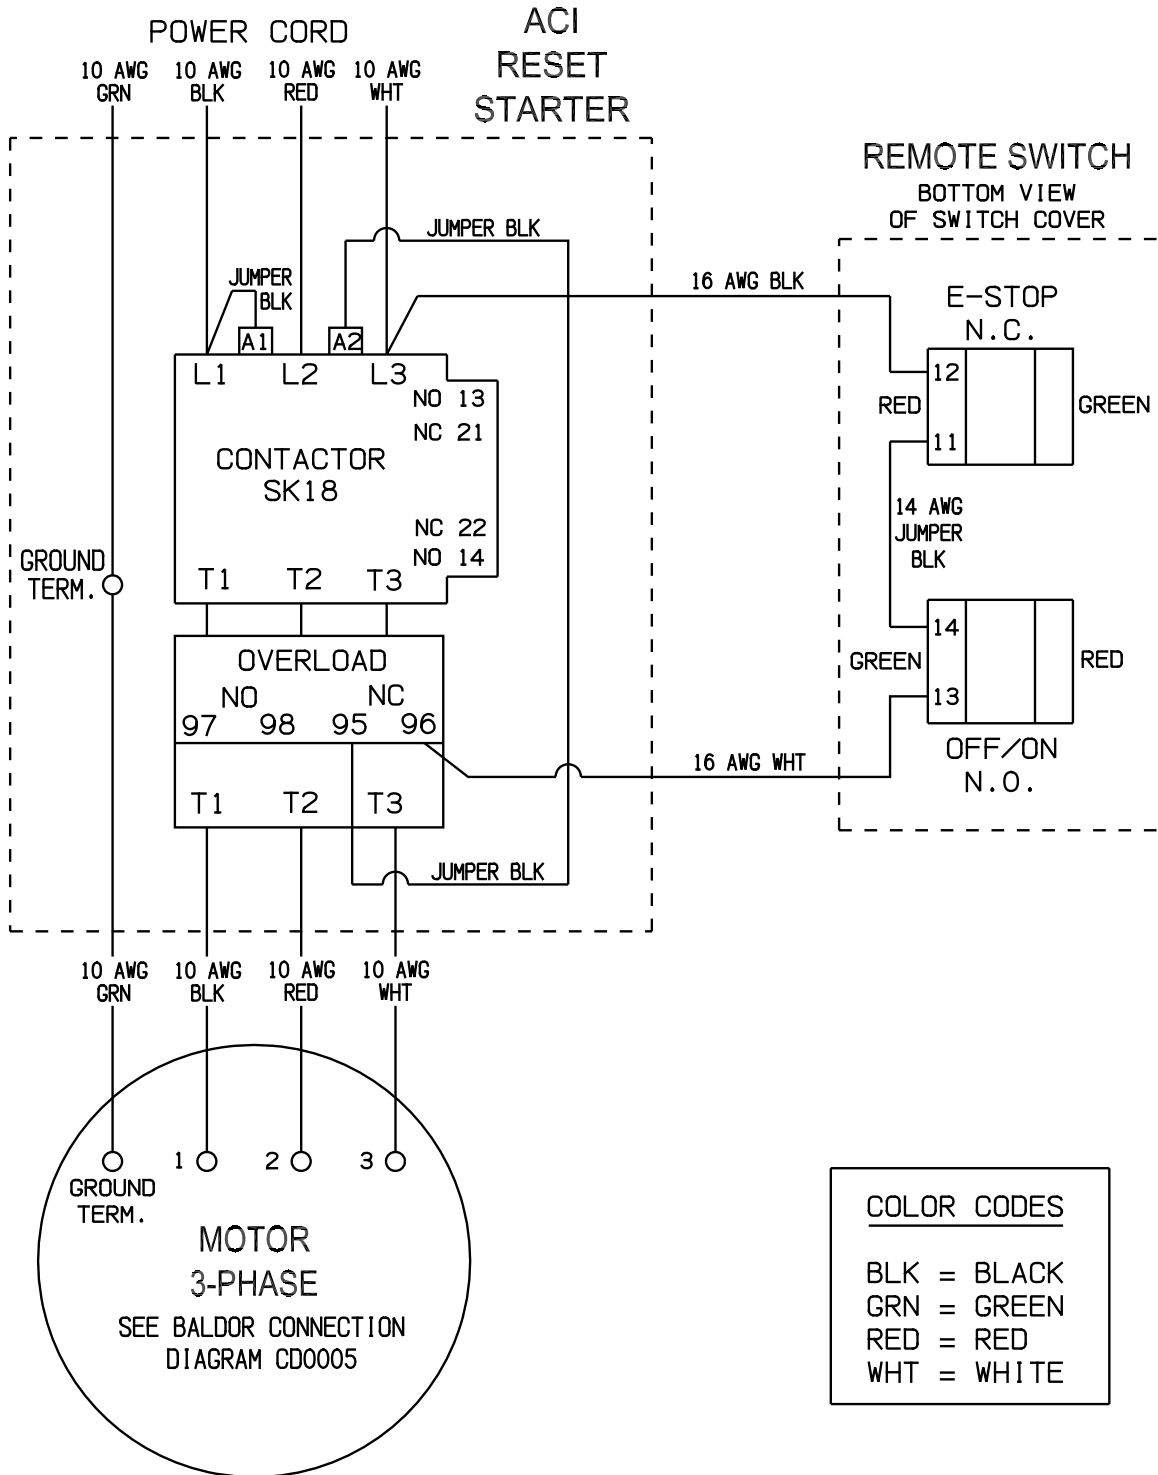 POWER CORD
ACI
RESET
STARTER
10 AWG
GRN
10 AWG
BLK
10 AWG
RED
10 AWG
WHT
REMOTE SWITCH
BOTTOM VIEW
OF SWITCH COVER
JUMPER BLK
JUMPER
BLK
16 AWG BLK
A1
A2
L1
L2
L3
NO 13
NC 21
CONTACTOR
SK18
NC 22
NO 14
T1
T2
T3
E-STOP
N.C.
12
RED
GREEN
11
14 AWG
JUMPER
BLK
GROUND
TERM.
14
GREEN
RED
13
OFF/ON
N.O.
OVERLOAD
NO
NC
97
98
95
96
16 AWG WHT
T1
T2
T3
JUMPER BLK
10 AWG
GRN
10 AWG
BLK
10 AWG
RED
10 AWG
WHT
1
2
3
GROUND
TERM.
MOTOR
3-PHASE
SEE BALDOR CONNECTION
DIAGRAM CD0005
COLOR CODES
BLK = BLACK
GRN = GREEN
RED = RED
WHT = WHITE